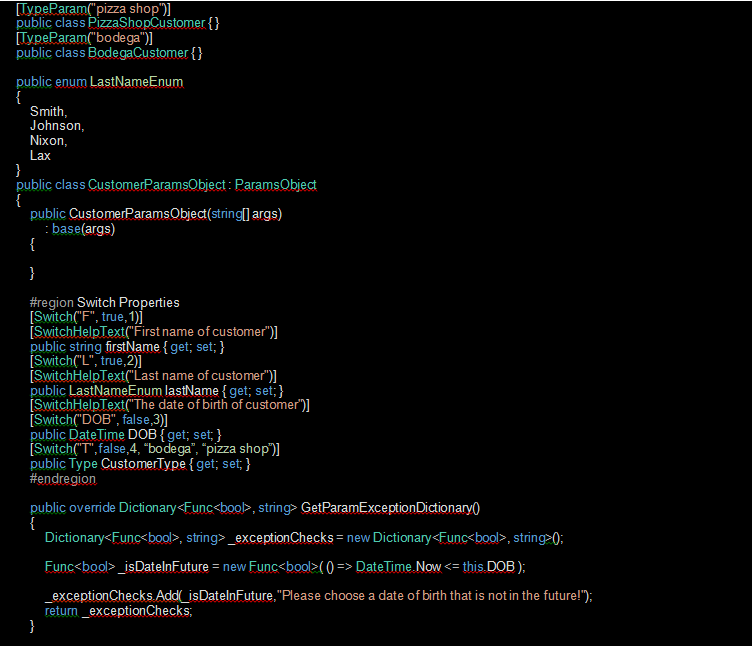 [TypeParam("pizza shop")]
public class PizzaShopCustomer { }
[TypeParam("bodega")]
public class BodegaCustomer { }
public enum LastNameEnum
{
Smith,
Johnson,
Nixon,
Lax
}
public class CustomerParamsObject : ParamsObject
{
public CustomerParamsObject(string[] args)
: base(args)
{
}
#region Switch Properties
[Switch("F", true,1)]
[SwitchHelpText("First name of customer")]
public string firstName { get; set; }
[Switch("L", true,2)]
[SwitchHelpText("Last name of customer")]
public LastNameEnum lastName { get; set; }
[SwitchHelpText("The date of birth of customer")]
[Switch("DOB", false,3)]
public DateTime DOB { get; set; }
[Switch("T",false,4, “bodega”, “pizza shop”)]
public Type CustomerType { get; set; }
#endregion
public override Dictionary<Func<bool>, string> GetParamExceptionDictionary()
{
Dictionary<Func<bool>, string> _exceptionChecks = new Dictionary<Func<bool>, string>();
Func<bool> _isDateInFuture = new Func<bool>( () => DateTime.Now <= this.DOB );
_exceptionChecks.Add(_isDateInFuture,"Please choose a date of birth that is not in the future!");
return _exceptionChecks;
}